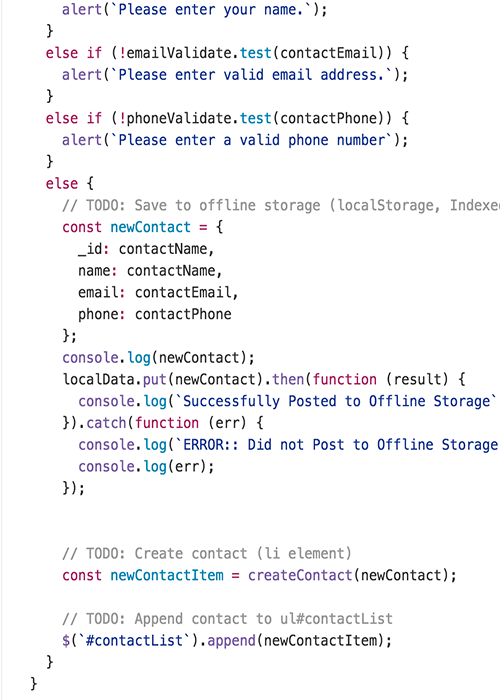 alert(`Please enter your name.`);
}
else if (!emailValidate.test(contactEmail)) {
alert(`Please enter valid email address.`);
}
else if (!phoneValidate.test(contactPhone)) {
alert(`Please enter a valid phone number`);
}
else {
// TODO: Save to offline storage (localStorage, Indexe
const newContact = {
_id: contactName,
name: contactName,
email: contactEmail,
phone: contactPhone
};
console.log(newContact);
localData.put(newContact).then(function (result) {
console.log(`Successfully Posted to Offline Storage`
}).catch(function (err) {
console.log(`ERROR:: Did not Post to Offline Storage
console.log(err);
});
// TODO: Create contact (li element)
const newContactItem = createContact(newContact);
// TODO: Append contact to ul#contactList
$(`#contactList`).append(newContactItem);
}
}